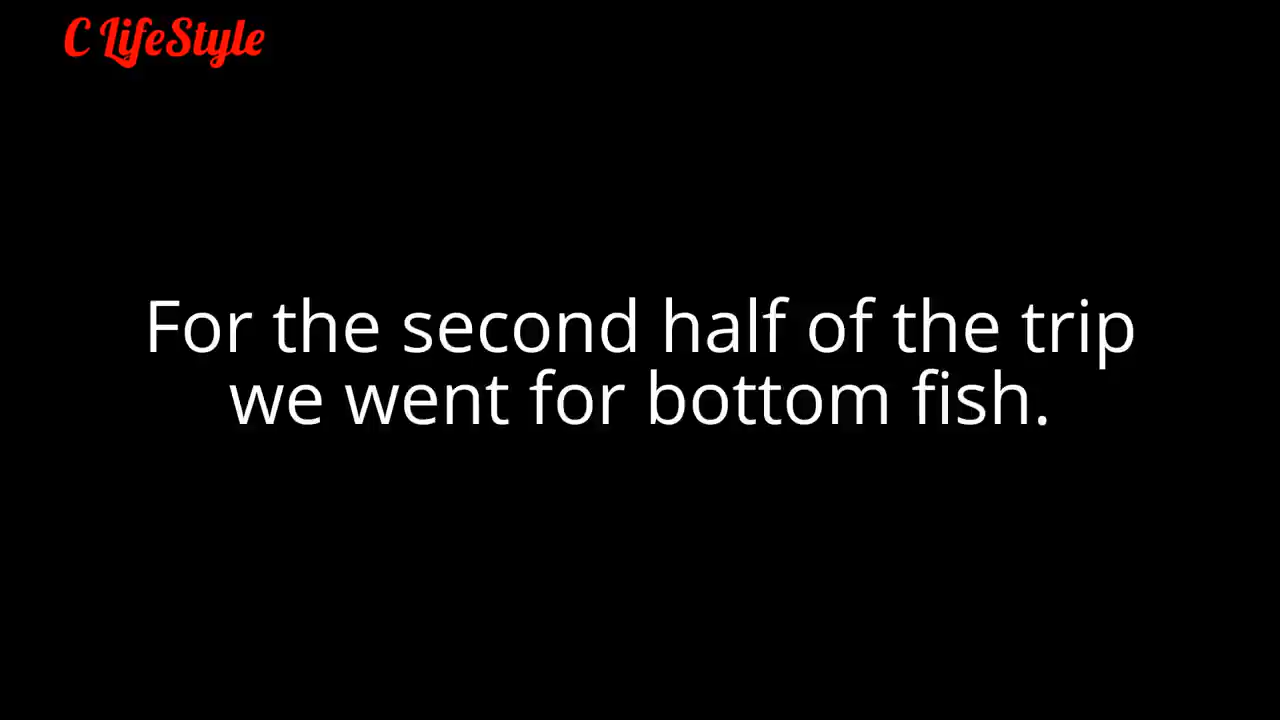 C LifeStyle
For the second half of the trip
we went for bottom fish.